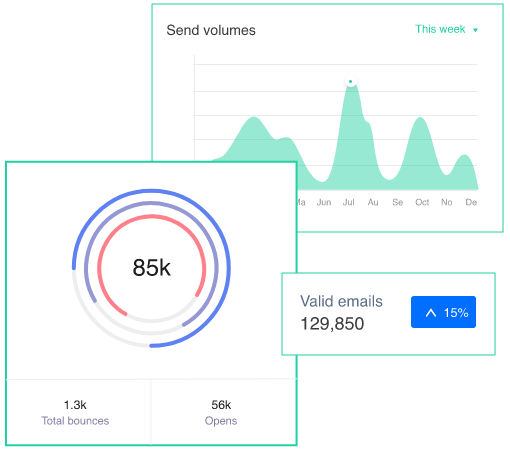 Send volumes
This week
Jun Jul Au Se Oct No De
85k
1.3k
Total bounces
56k
Opens
Valid emails
129,850
15%